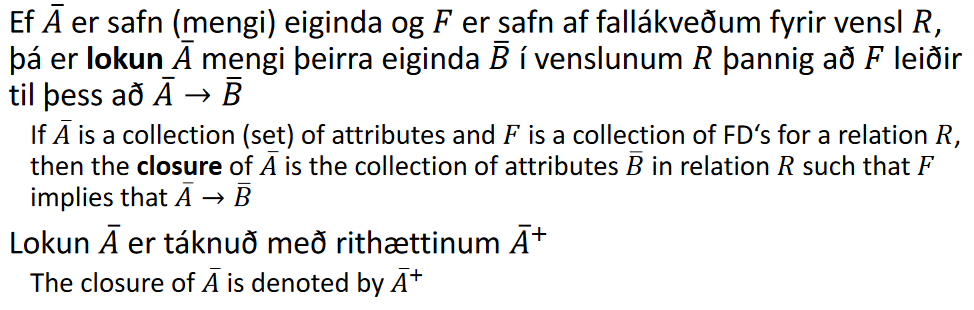 Ef Ā er safn (mengi) eiginda og F er safn af fallákveðum fyrir vensl R,
þá er lokun Ā mengi þeirra eiginda B̄ í venslunum R þannig að F leiðir
til þess að Ā → B̄
If Ā is a collection (set) of attributes and F is a collection of FD‘s for a relation R,
then the closure of Ā is the collection of attributes B̄ in relation R such that F
implies that Ā → B̄
Lokun Ā er táknuð með rithættinum Ā⁺
The closure of Ā is denoted by Ā⁺